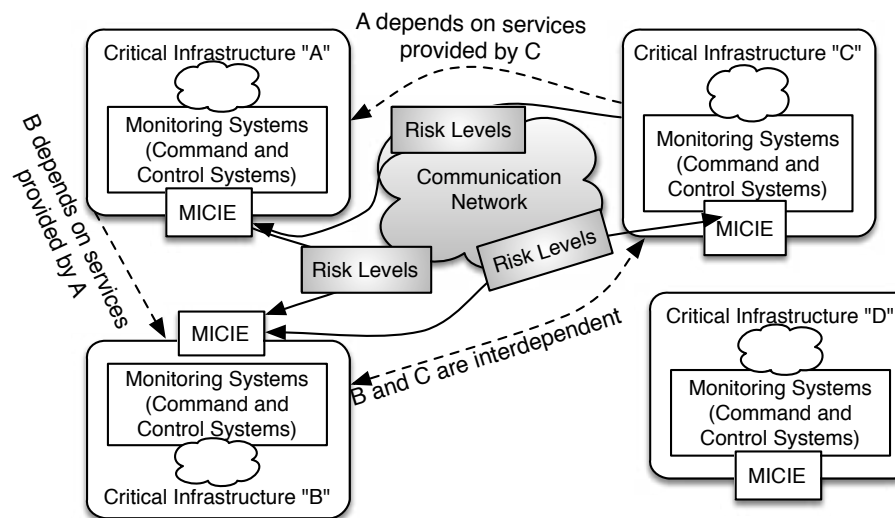 A depends on services
provided by C
Critical Infrastructure "A"
Monitoring Systems
(Command and
Control Systems)
MICIE
Critical Infrastructure "C"
Monitoring Systems
(Command and
Control Systems)
MICIE
Risk Levels
Communication
Network
Risk Levels
Risk Levels
B depends on services
provided by A
B and C are interdependent
MICIE
Monitoring Systems
(Command and
Control Systems)
Critical Infrastructure "B"
Critical Infrastructure "D"
Monitoring Systems
(Command and
Control Systems)
MICIE